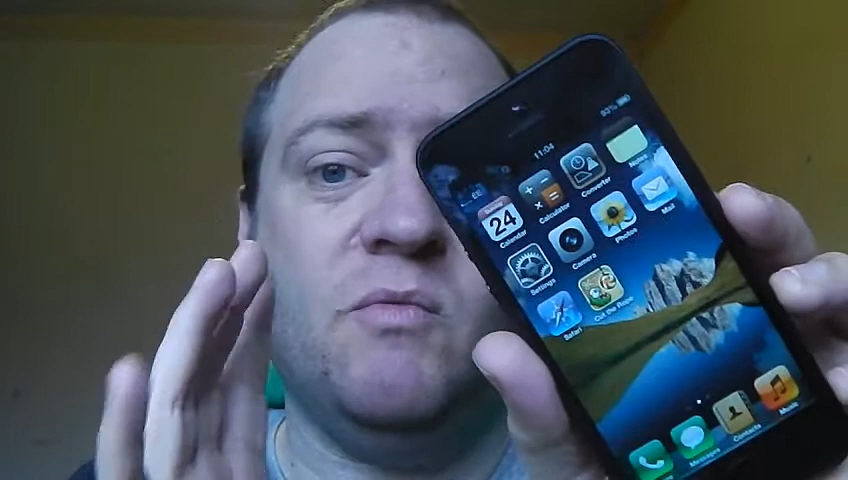 EE
11:04
93%
24
Calendar
Calculator
Converter
Notes
Settings
Camera
Photos
Mail
Safari
Cut the Rope
Messages
Contacts
Music